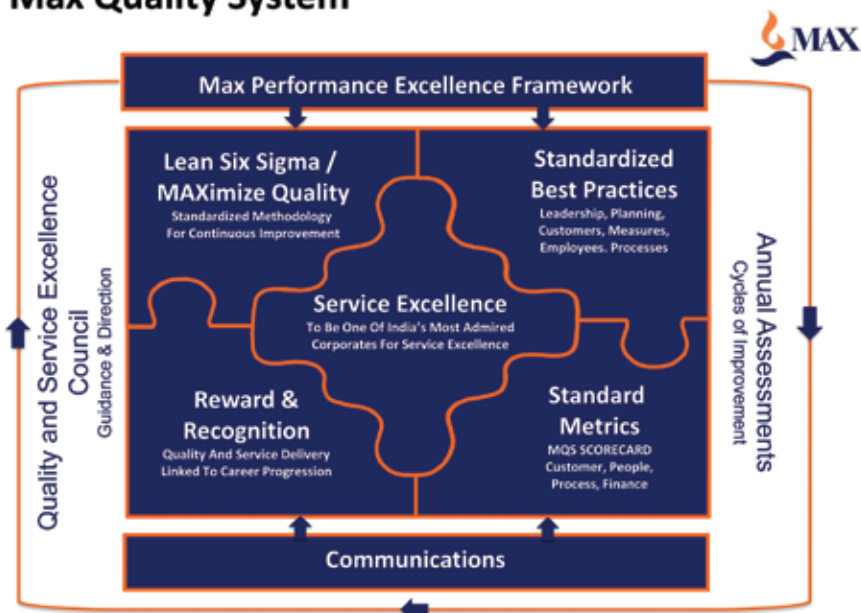 Max Quality System
MAX
Max Performance Excellence Framework
Lean Six Sigma /
MAXimize Quality
Standardized Methodology
For Continuous Improvement
Standardized
Best Practices
Leadership, Planning,
Customers, Measures,
Employees. Processes
Service Excellence
To Be One Of India's Most Admired
Corporates For Service Excellence
Reward &
Recognition
Quality And Service Delivery
Linked To Career Progression
Standard
Metrics
MQS SCORECARD
Customer, People,
Process, Finance
Communications
Quality and Service Excellence
Council
Guidance & Direction
Annual Assessments
Cycles of Improvement